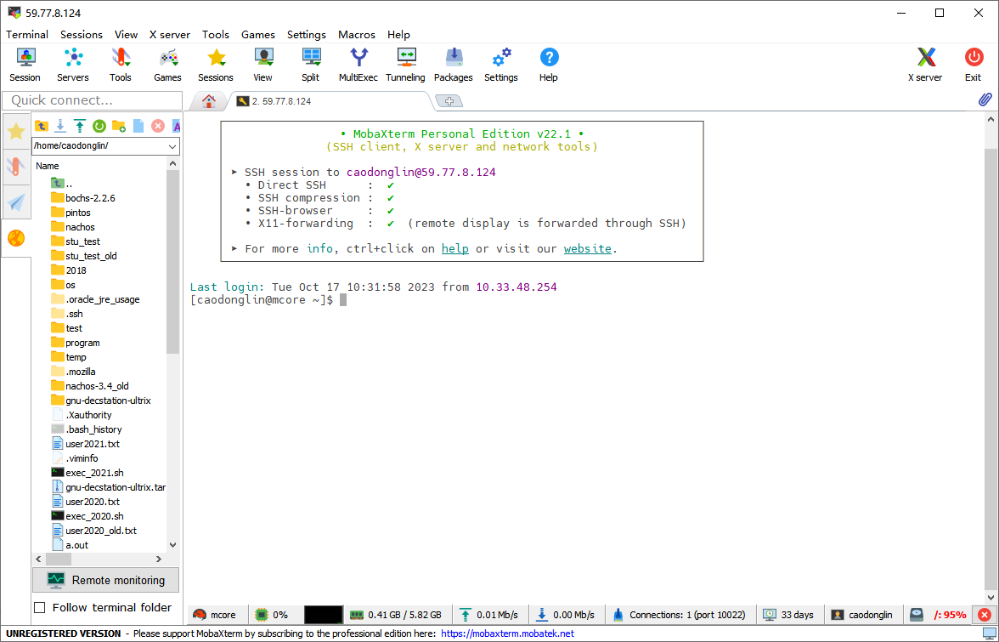 59.77.8.124
Terminal Sessions View X server Tools Games Settings Macros Help
Session Servers Tools Games Sessions View Split MultiExec Tunneling Packages Settings Help X server Exit
Quick connect...
2. 59.77.8.124
/home/caodonglin/
Name
..
bochs-2.2.6
pintos
nachos
stu_test
stu_test_old
2018
os
.oracle_jre_usage
.ssh
test
program
temp
.mozilla
nachos-3.4_old
gnu-decstation-ultrix
.Xauthority
.bash_history
user2021.txt
.viminfo
exec_2021.sh
gnu-decstation-ultrix.tar
user2020.txt
exec_2020.sh
user2020_old.txt
a.out
Remote monitoring
Follow terminal folder
• MobaXterm Personal Edition v22.1 •
(SSH client, X server and network tools)
➤ SSH session to caodonglin@59.77.8.124
• Direct SSH : ✔
• SSH compression : ✔
• SSH-browser : ✔
• X11-forwarding : ✔ (remote display is forwarded through SSH)
➤ For more info, ctrl+click on help or visit our website.
Last login: Tue Oct 17 10:31:58 2023 from 10.33.48.254
[caodonglin@mcore ~]$
mcore 0% 0.41 GB / 5.82 GB 0.01 Mb/s 0.00 Mb/s Connections: 1 (port 10022) 33 days caodonglin /: 95%
UNREGISTERED VERSION - Please support MobaXterm by subscribing to the professional edition here: https://mobaxterm.mobatek.net